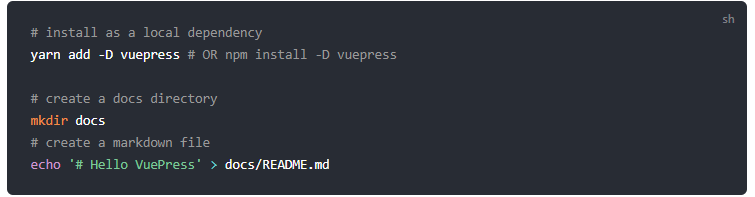 sh
# install as a local dependency
yarn add -D vuepress # OR npm install -D vuepress
# create a docs directory
mkdir docs
# create a markdown file
echo '# Hello VuePress' > docs/README.md